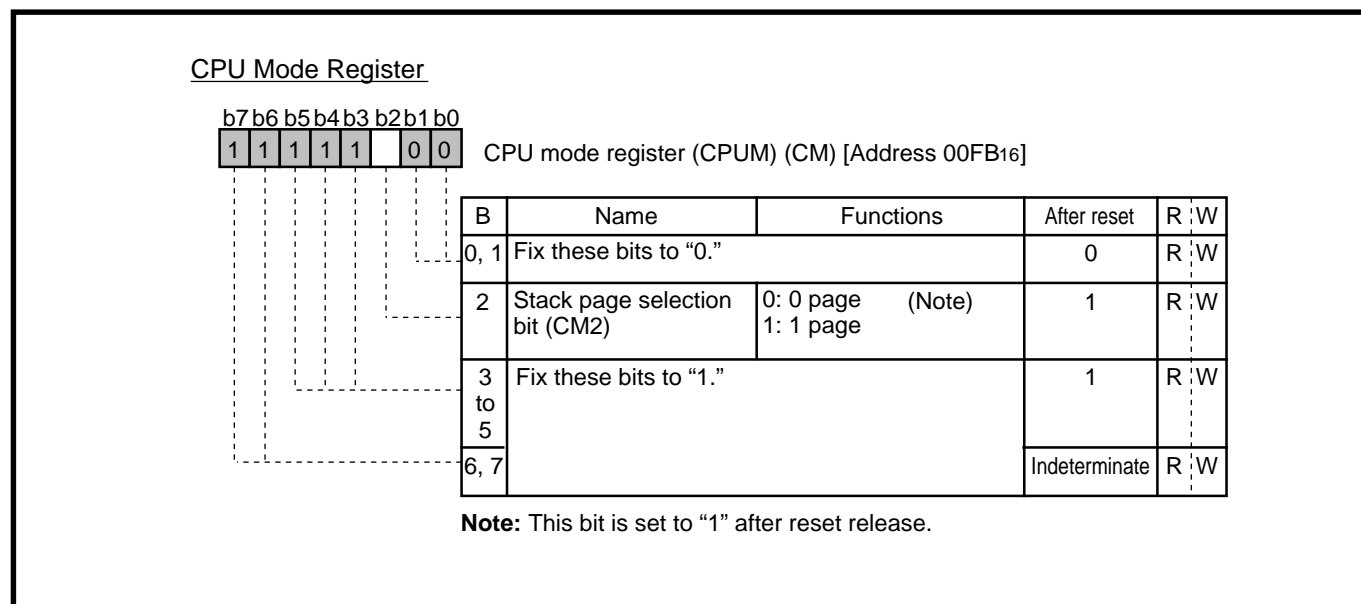 CPU Mode Register
b7 b6 b5 b4 b3 b2 b1 b0
1 1 1 1 1 0 0
CPU mode register (CPUM) (CM) [Address 00FB16]
B Name Functions After reset R W
0, 1 Fix these bits to “0.” 0 R W
2 Stack page selection bit (CM2) 0: 0 page (Note) 1: 1 page 1 R W
3 to 5 Fix these bits to “1.” 1 R W
6, 7 Indeterminate R W
Note: This bit is set to “1” after reset release.